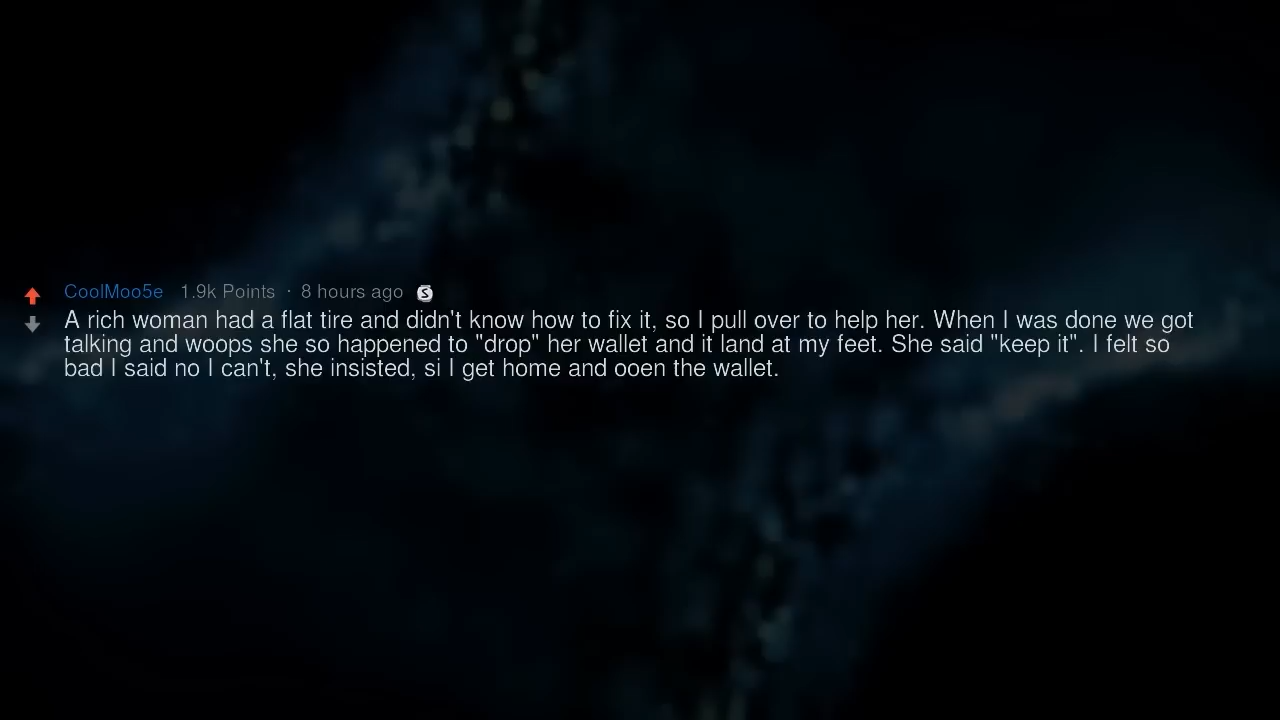 CoolMoo5e 1.9k Points · 8 hours ago S
A rich woman had a flat tire and didn't know how to fix it, so I pull over to help her. When I was done we got
talking and woops she so happened to "drop" her wallet and it land at my feet. She said "keep it". I felt so
bad I said no I can't, she insisted, si I get home and ooen the wallet.